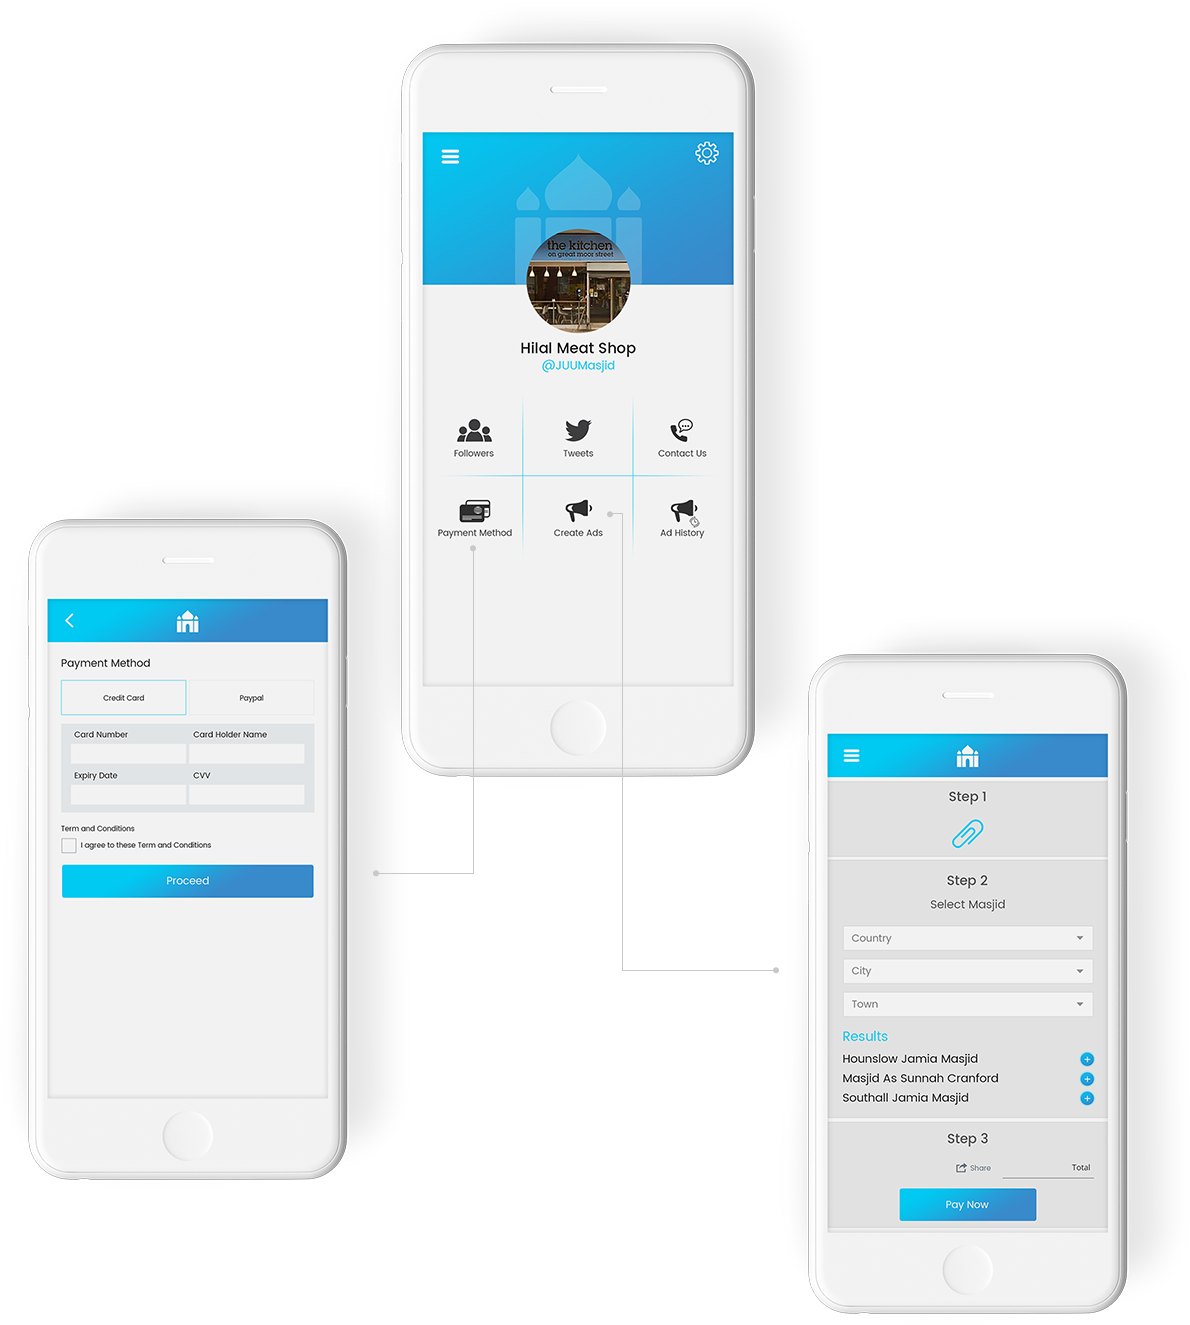 the kitchen
on great moor street
Hilal Meat Shop
@JUUMasjid
Followers
Tweets
Contact Us
Payment Method
Create Ads
Ad History
Payment Method
Credit Card
Paypal
Card Number
Card Holder Name
Expiry Date
CVV
Term and Conditions
I agree to these Term and Conditions
Proceed
Step 1
Step 2
Select Masjid
Country
City
Town
Results
Hounslow Jamia Masjid
Masjid As Sunnah Cranford
Southall Jamia Masjid
Step 3
Share
Total
Pay Now